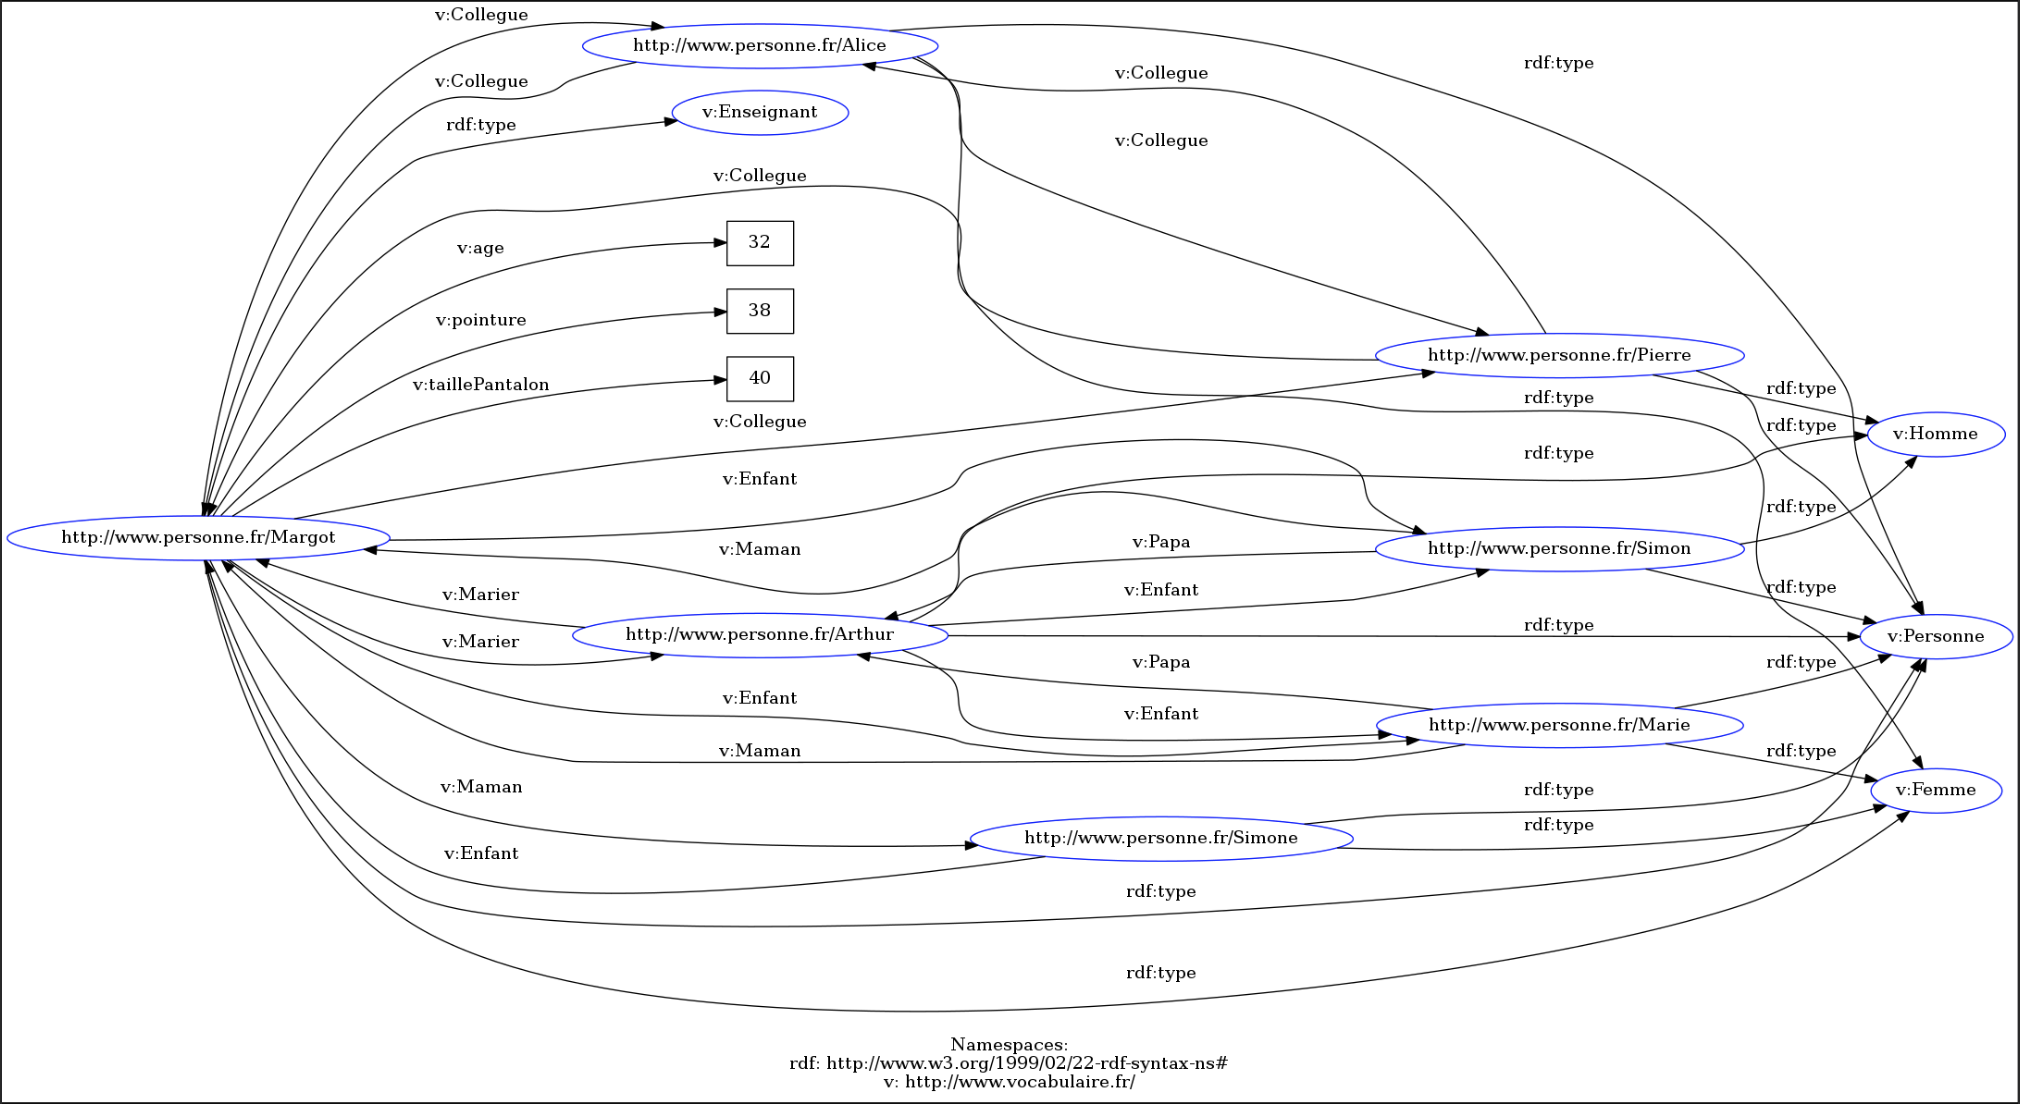 v:Collegue
http://www.personne.fr/Alice
rdf:type
v:Collegue
v:Collegue
v:Enseignant
rdf:type
v:Collegue
v:Collegue
32
v:age
38
v:pointure
http://www.personne.fr/Pierre
40
v:taillePantalon
rdf:type
rdf:type
v:Collegue
rdf:type
v:Homme
rdf:type
v:Enfant
rdf:type
http://www.personne.fr/Margot
v:Maman
v:Papa
http://www.personne.fr/Simon
v:Marier
v:Enfant
rdf:type
v:Marier
http://www.personne.fr/Arthur
rdf:type
v:Personne
v:Papa
rdf:type
v:Enfant
v:Enfant
http://www.personne.fr/Marie
v:Maman
rdf:type
v:Maman
rdf:type
v:Femme
rdf:type
http://www.personne.fr/Simone
v:Enfant
rdf:type
rdf:type
Namespaces:
rdf: http://www.w3.org/1999/02/22-rdf-syntax-ns#
v: http://www.vocabulaire.fr/